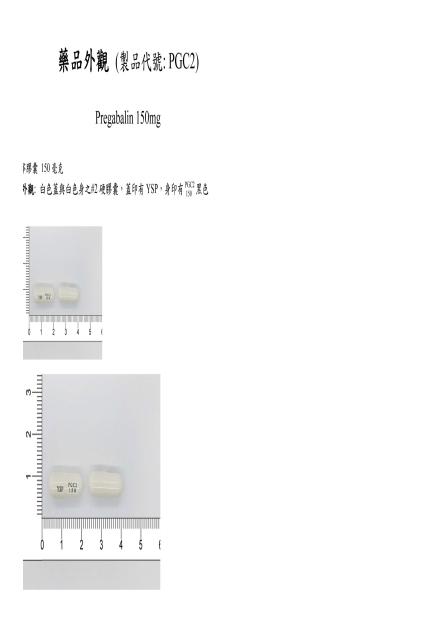 藥品外觀 (製品代號: PGC2)
Pregabalin 150mg
膠囊 150 毫克
外觀: 白色蓋與白色身之#2 硬膠囊，蓋印有 YSP，身印有 PGC2 150 黑色
YSP PGC2 150
0 1 2 3 4 5 6
3
2
1
YSP PGC2
150
0 1 2 3 4 5 6